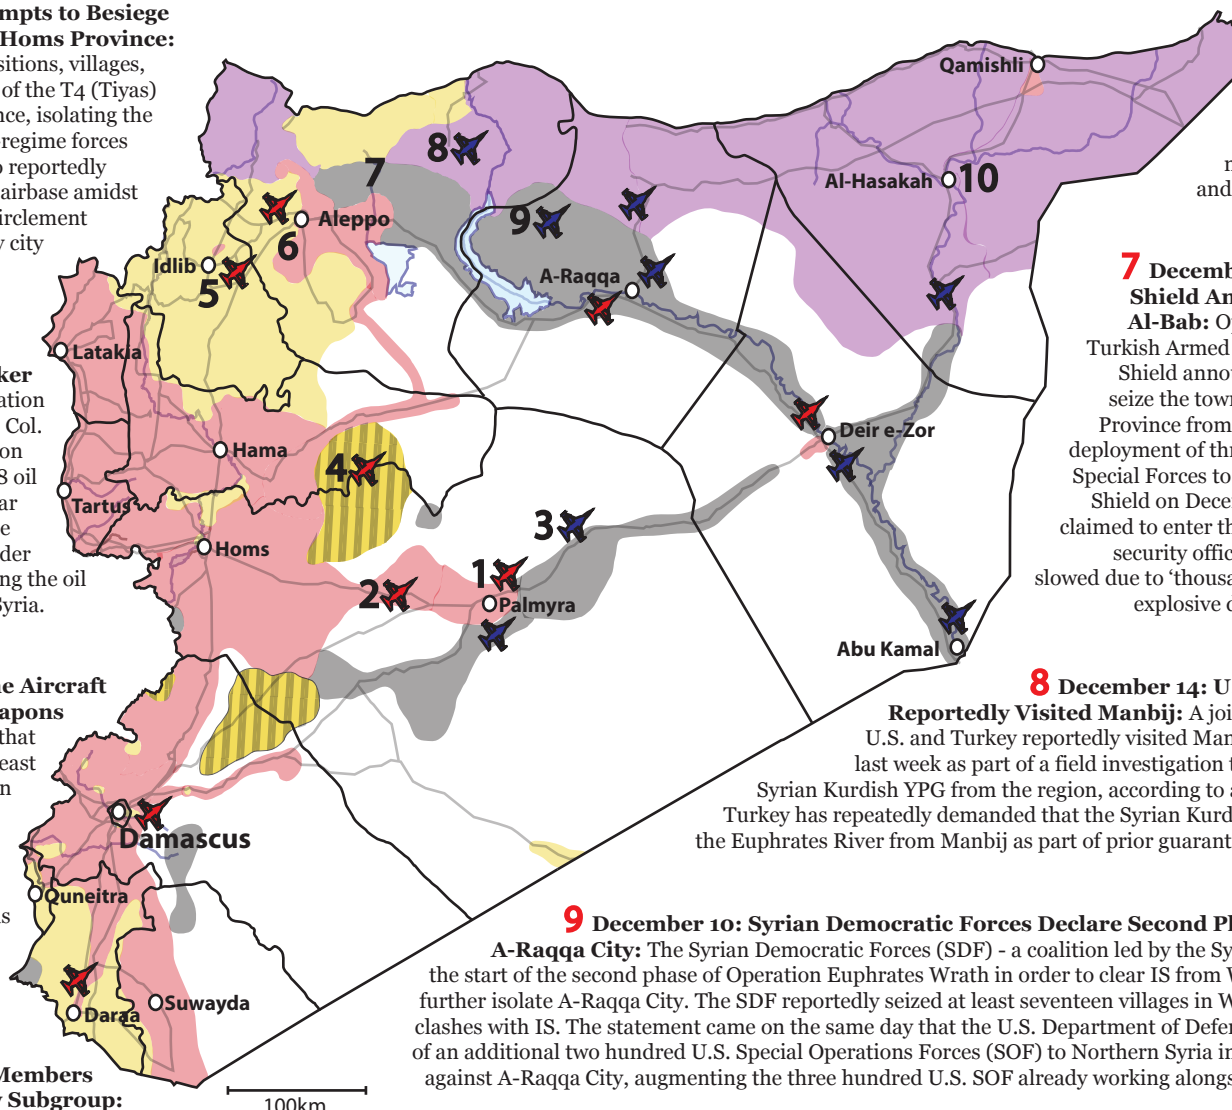 mpts to Besiege
Homs Province:
sitions, villages,
of the T4 (Tiyas)
nce, isolating the
regime forces
o reportedly
airbase amidst
irclement
y city
ker
ation
Col.
on
8 oil
ar
e
der
ng the oil
Syria.
ne Aircraft
apons
that
east
n
s
Members
y Subgroup:
Qamishli
Al-Hasakah
10
8
7
9
Aleppo
6
Idlib
5
A-Raqqa
Latakia
Deir e-Zor
Hama
4
Tartus
3
Homs
1
2
Palmyra
Abu Kamal
Damascus
Quneitra
Suwayda
Daraa
100km
and
7 Decemb
Shield An
Al-Bab: O
Turkish Armed
Shield annou
seize the town
Province from
deployment of thr
Special Forces to
Shield on Dece
claimed to enter th
security offic
slowed due to ‘thousa
explosive d
8 December 14: U
Reportedly Visited Manbij: A joi
U.S. and Turkey reportedly visited Man
last week as part of a field investigation t
Syrian Kurdish YPG from the region, according to a
Turkey has repeatedly demanded that the Syrian Kurd
the Euphrates River from Manbij as part of prior guarant
9 December 10: Syrian Democratic Forces Declare Second Pl
A-Raqqa City: The Syrian Democratic Forces (SDF) - a coalition led by the Sy
the start of the second phase of Operation Euphrates Wrath in order to clear IS from W
further isolate A-Raqqa City. The SDF reportedly seized at least seventeen villages in W
clashes with IS. The statement came on the same day that the U.S. Department of Defen
of an additional two hundred U.S. Special Operations Forces (SOF) to Northern Syria in
against A-Raqqa City, augmenting the three hundred U.S. SOF already working alongs